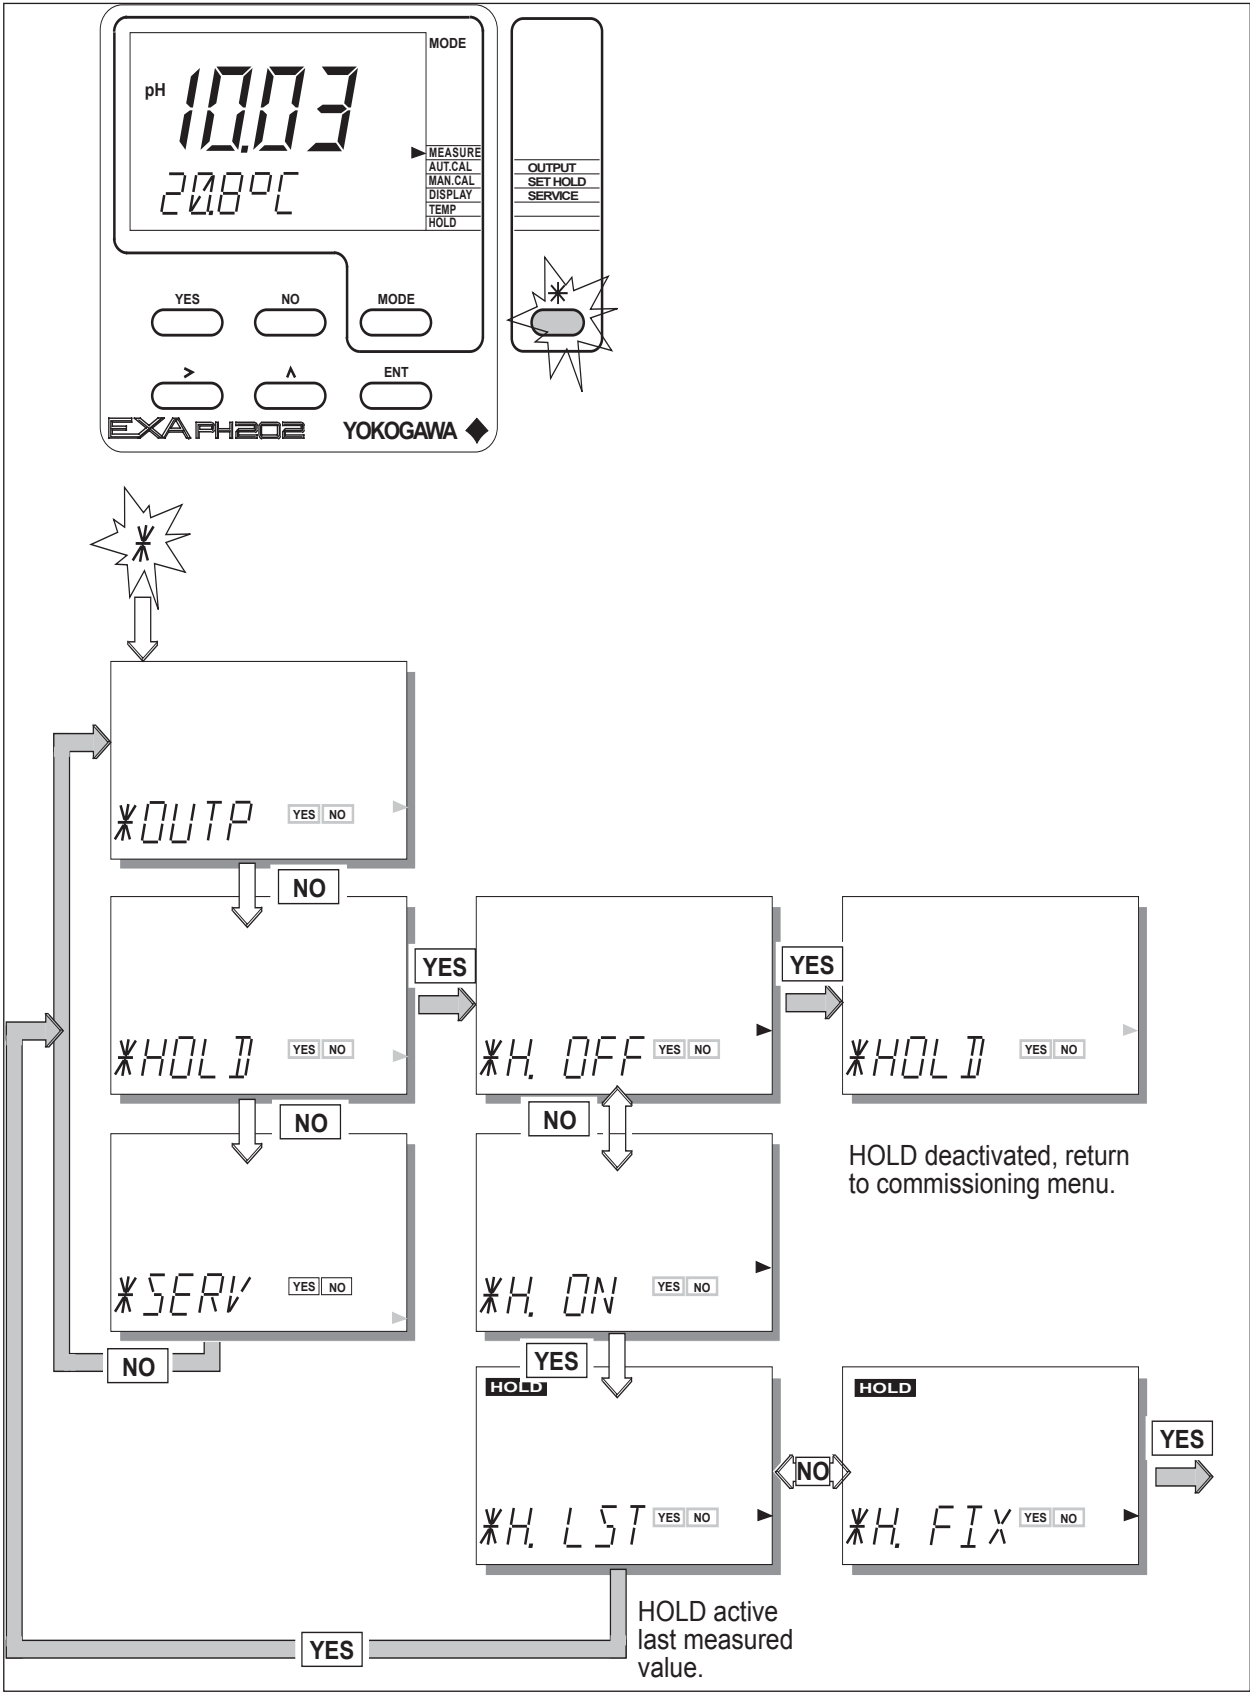 MODE
pH
10.03
20.8°C
MEASURE
AUT.CAL
MAN.CAL
DISPLAY
TEMP
HOLD
OUTPUT
SET HOLD
SERVICE
*
YES NO MODE
> ∧ ENT
EXA PH202 YOKOGAWA
*
*OUTP YES NO
NO
*HOLD YES NO
YES
*H. OFF YES NO
YES
*HOLD YES NO
NO
NO
HOLD deactivated, return
to commissioning menu.
*SERV YES NO
*H. ON YES NO
NO
YES
HOLD
*H. LST YES NO
NO
HOLD
*H. FIX YES NO
YES
HOLD active
last measured
value.
YES